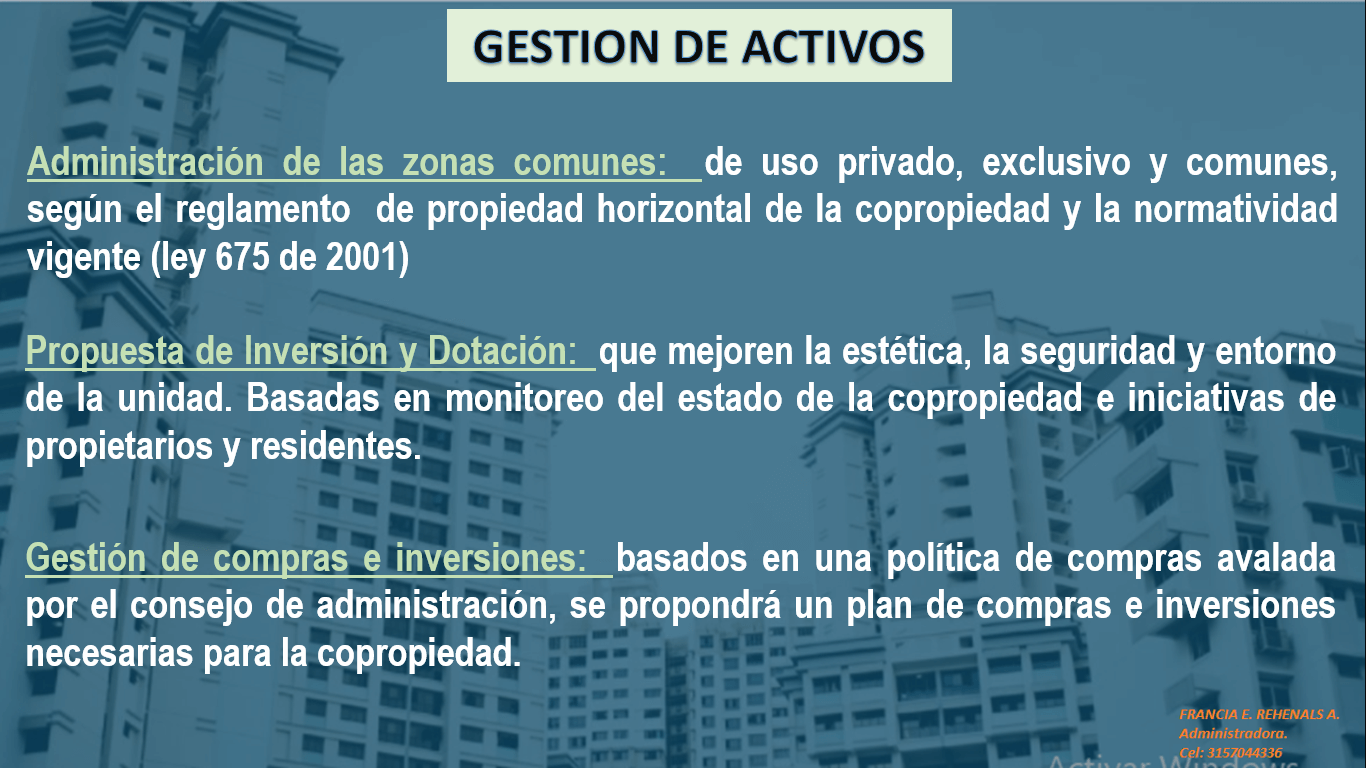 GESTION DE ACTIVOS
Administración de las zonas comunes: de uso privado, exclusivo y comunes,
según el reglamento de propiedad horizontal de la copropiedad y la normatividad
vigente (ley 675 de 2001)
Propuesta de Inversión y Dotación: que mejoren la estética, la seguridad y entorno
de la unidad. Basadas en monitoreo del estado de la copropiedad e iniciativas de
propietarios y residentes.
Gestión de compras e inversiones: basados en una política de compras avalada
por el consejo de administración, se propondrá un plan de compras e inversiones
necesarias para la copropiedad.
FRANCIA E. REHENALS A.
Administradora.
Cel: 3157044336
Activar Windows